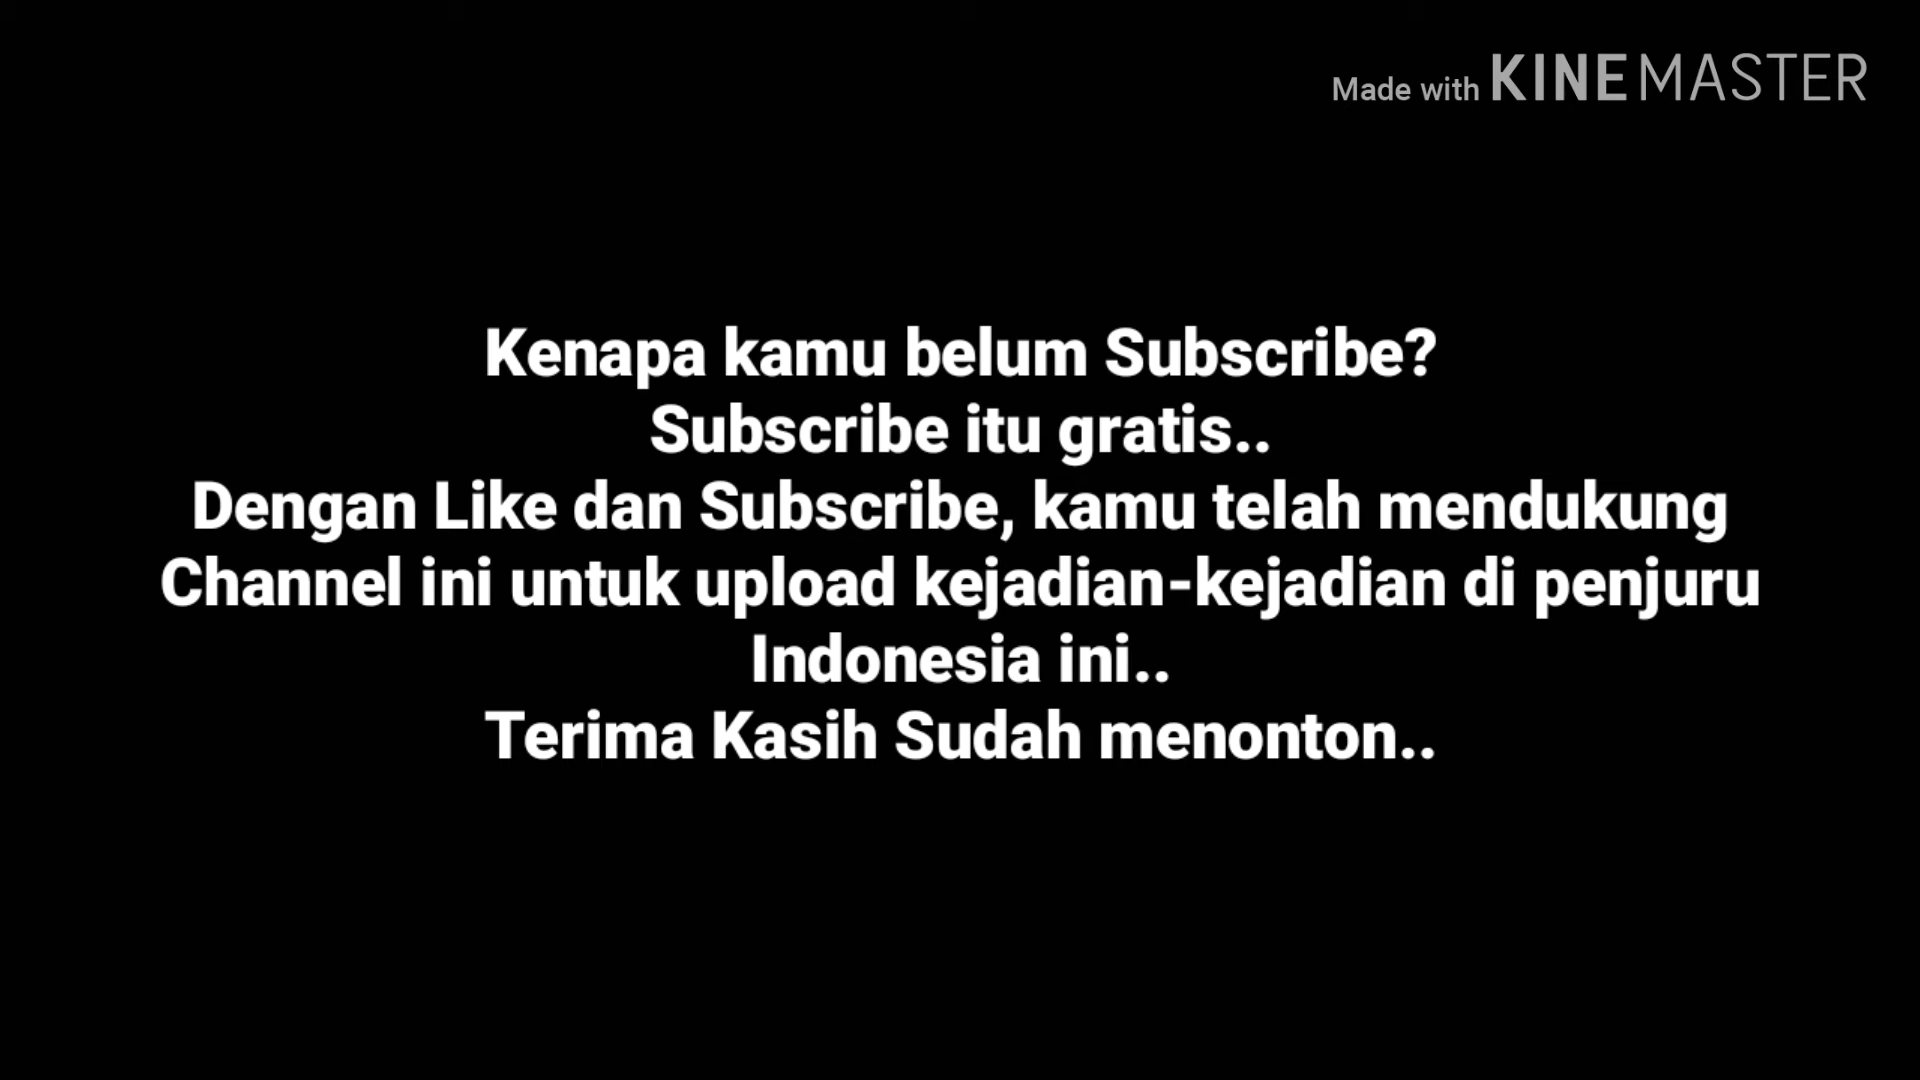 Made with KINEMASTER
Kenapa kamu belum Subscribe?
Subscribe itu gratis..
Dengan Like dan Subscribe, kamu telah mendukung
Channel ini untuk upload kejadian-kejadian di penjuru
Indonesia ini..
Terima Kasih Sudah menonton..